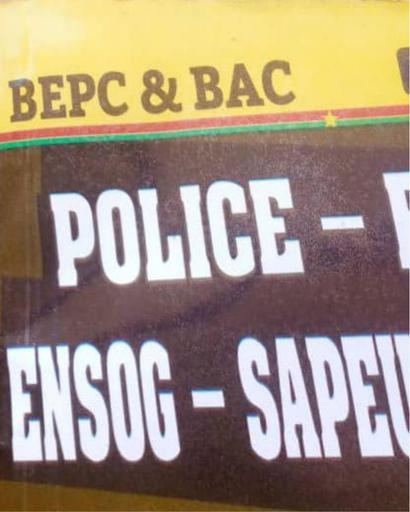 BEPC & BAC
POLICE –
ENSOG – SAPEU